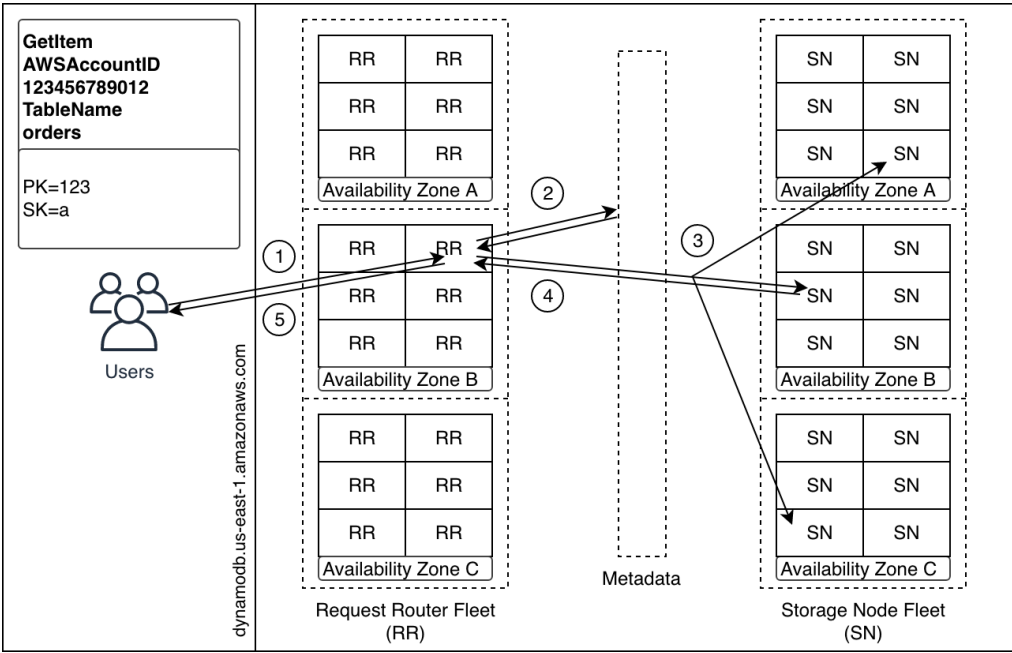 GetItem
AWSAccountID
123456789012
TableName
orders
PK=123
SK=a
Users
dynamodb.us-east-1.amazonaws.com
1
5
RR RR
RR RR
RR RR
Availability Zone A
RR RR
RR RR
RR RR
Availability Zone B
RR RR
RR RR
RR RR
Availability Zone C
Request Router Fleet
(RR)
2
3
4
Metadata
SN SN
SN SN
SN SN
Availability Zone A
SN SN
SN SN
SN SN
Availability Zone B
SN SN
SN SN
SN SN
Availability Zone C
Storage Node Fleet
(SN)